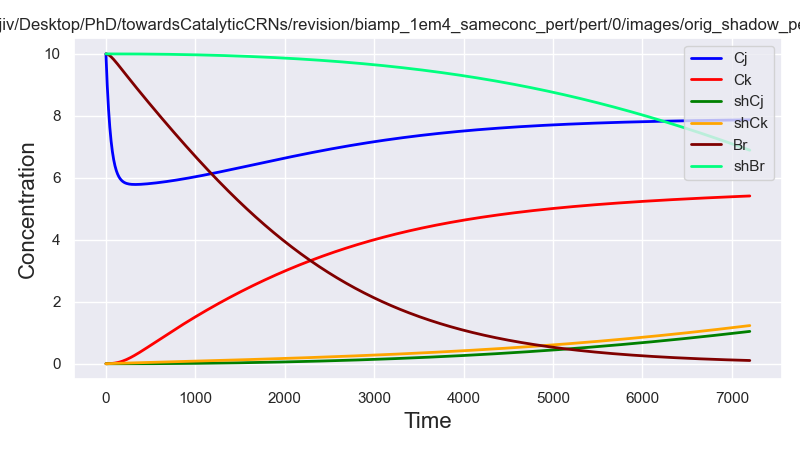 jiv/Desktop/PhD/towardsCatalyticCRNs/revision/biamp_1em4_sameconc_pert/pert/0/images/orig_shadow_pe
Cj
Ck
shCj
shCk
Br
shBr
Concentration
10
8
6
4
2
0
0 1000 2000 3000 4000 5000 6000 7000
Time